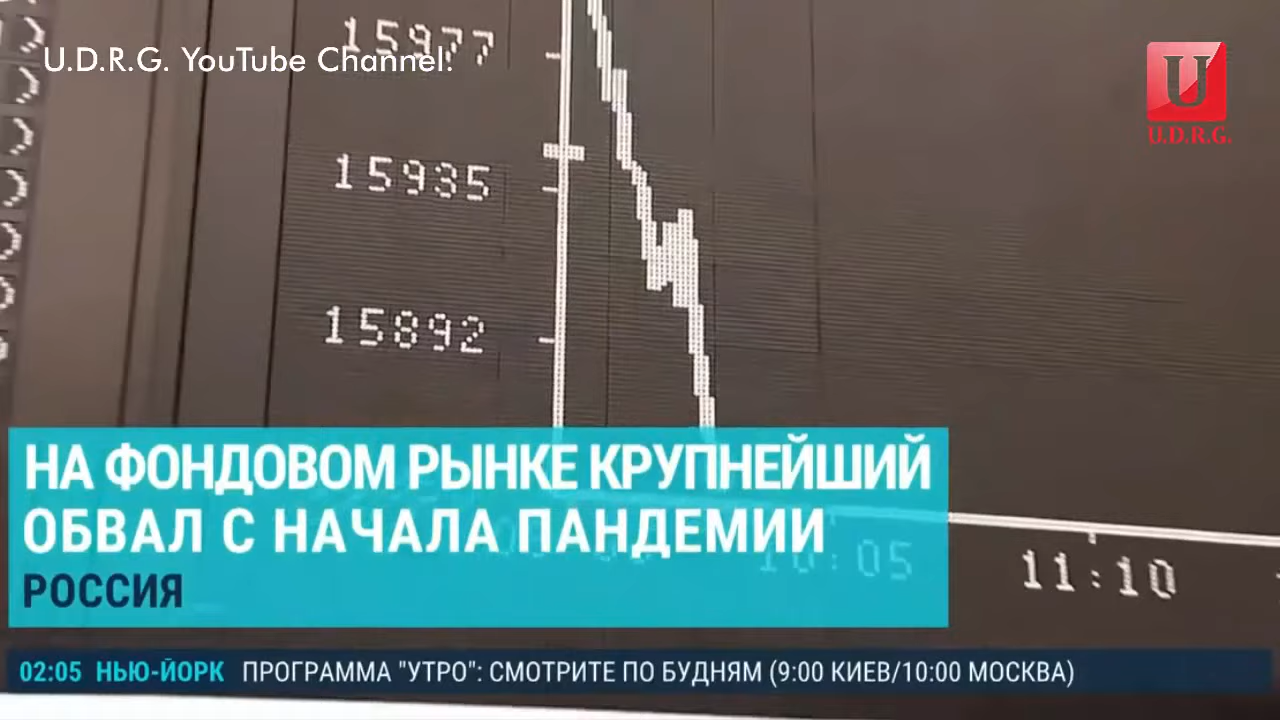 15977
U.D.R.G. YouTube Channel!
U
U.D.R.G.
15935
15892
НА ФОНДОВОМ РЫНКЕ КРУПНЕЙШИЙ
ОБВАЛ С НАЧАЛА ПАНДЕМИИ
РОССИЯ
10:05
11:10
02:05 НЬЮ-ЙОРК ПРОГРАММА "УТРО": СМОТРИТЕ ПО БУДНЯМ (9:00 КИЕВ/10:00 МОСКВА)